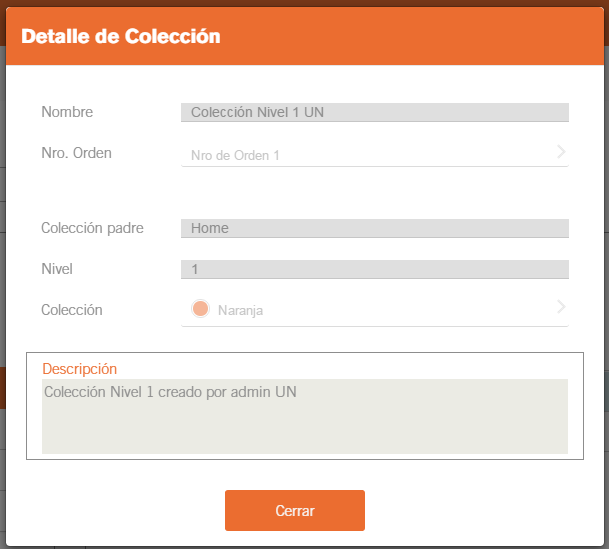 Detalle de Colección
Nombre Colección Nivel 1 UN
Nro. Orden Nro de Orden 1
Colección padre Home
Nivel 1
Colección Naranja
Descripción
Colección Nivel 1 creado por admin UN
Cerrar